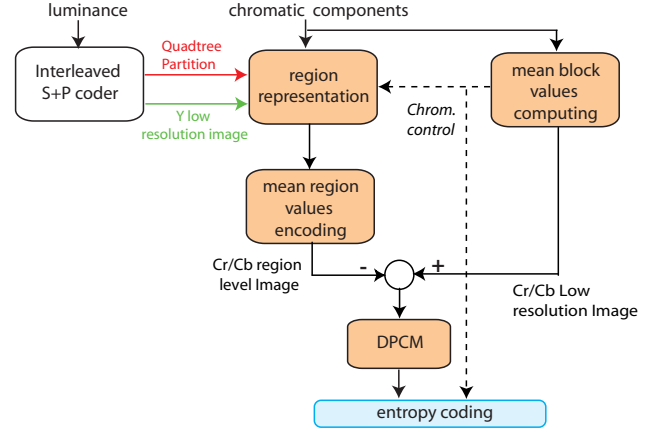 luminance
chromatic components
Quadtree
Partition
Interleaved
S+P coder
region
representation
mean block
values
computing
Y low
resolution image
Chrom.
control
mean region
values
encoding
Cr/Cb region
level Image
-
+
Cr/Cb Low
resolution Image
DPCM
entropy coding